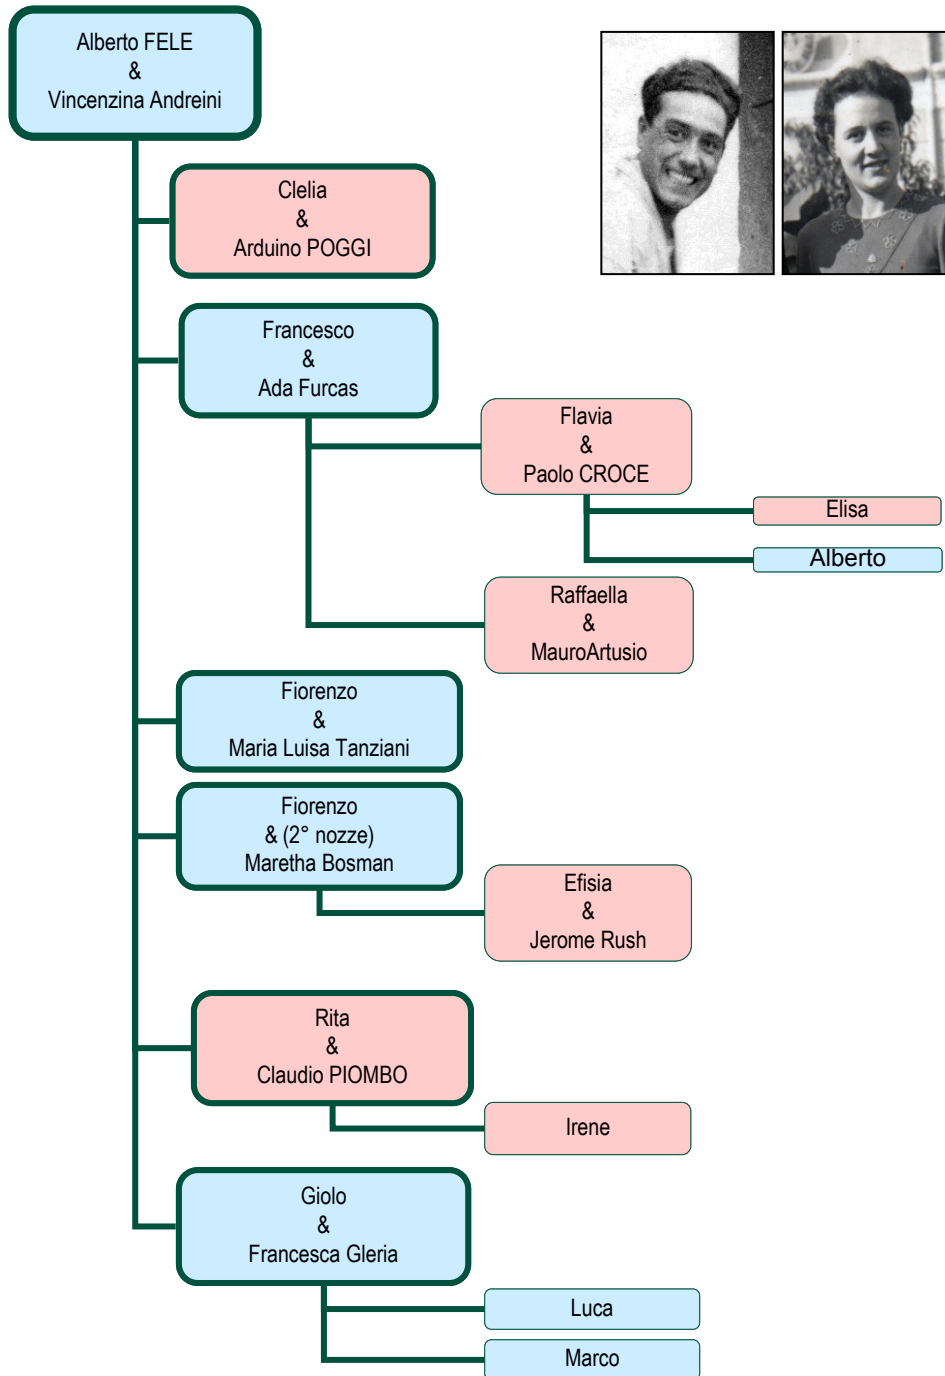 Alberto FELE
&
Vincenzina Andreini
Clelia
&
Arduino POGGI
Francesco
&
Ada Furcas
Flavia
&
Paolo CROCE
Elisa
Alberto
Raffaella
&
MauroArtusio
Fiorenzo
&
Maria Luisa Tanziani
Fiorenzo
& (2° nozze)
Maretha Bosman
Efisia
&
Jerome Rush
Rita
&
Claudio PIOMBO
Irene
Giolo
&
Francesca Gleria
Luca
Marco